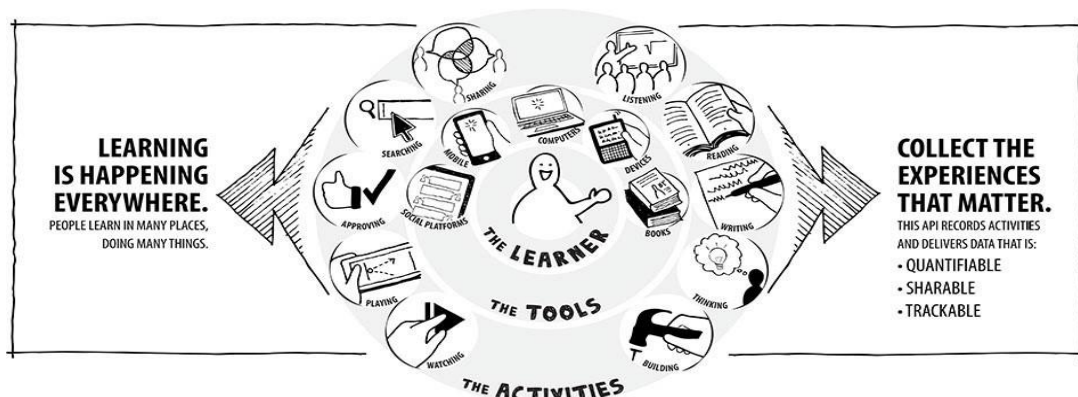 LEARNING
IS HAPPENING
EVERYWHERE.
PEOPLE LEARN IN MANY PLACES,
DOING MANY THINGS.
SHARING
LISTENING
SEARCHING
MOBILE
COMPUTERS
DEVICES
READING
APPROVING
SOCIAL PLATFORMS
BOOKS
WRITING
THE LEARNER
PLAYING
THINKING
THE TOOLS
WATCHING
BUILDING
THE ACTIVITIES
COLLECT THE
EXPERIENCES
THAT MATTER.
THIS API RECORDS ACTIVITIES
AND DELIVERS DATA THAT IS:
• QUANTIFIABLE
• SHARABLE
• TRACKABLE